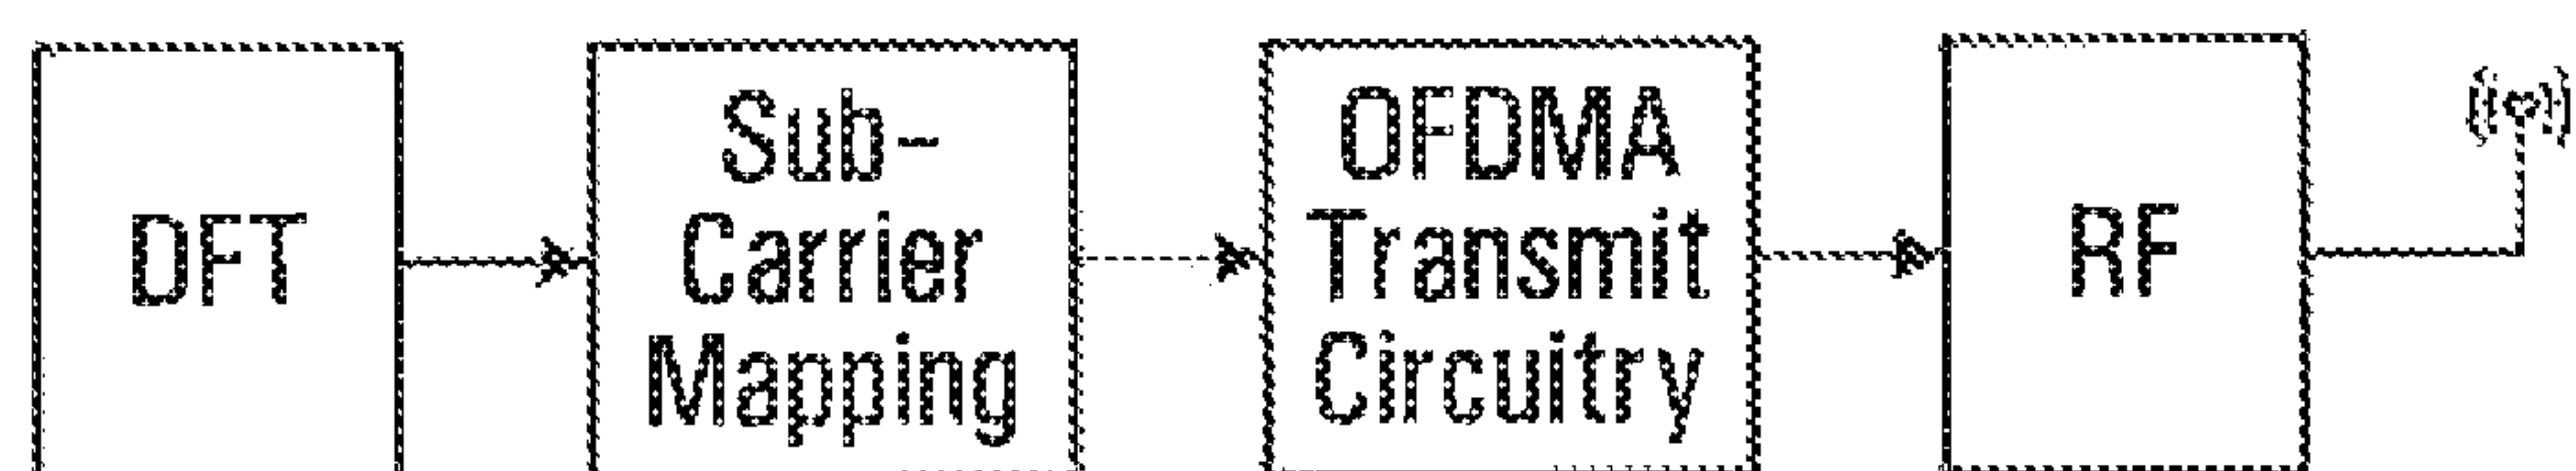 DFT
Sub-
Carrier
Mapping
OFDMA
Transmit
Circuitry
RF